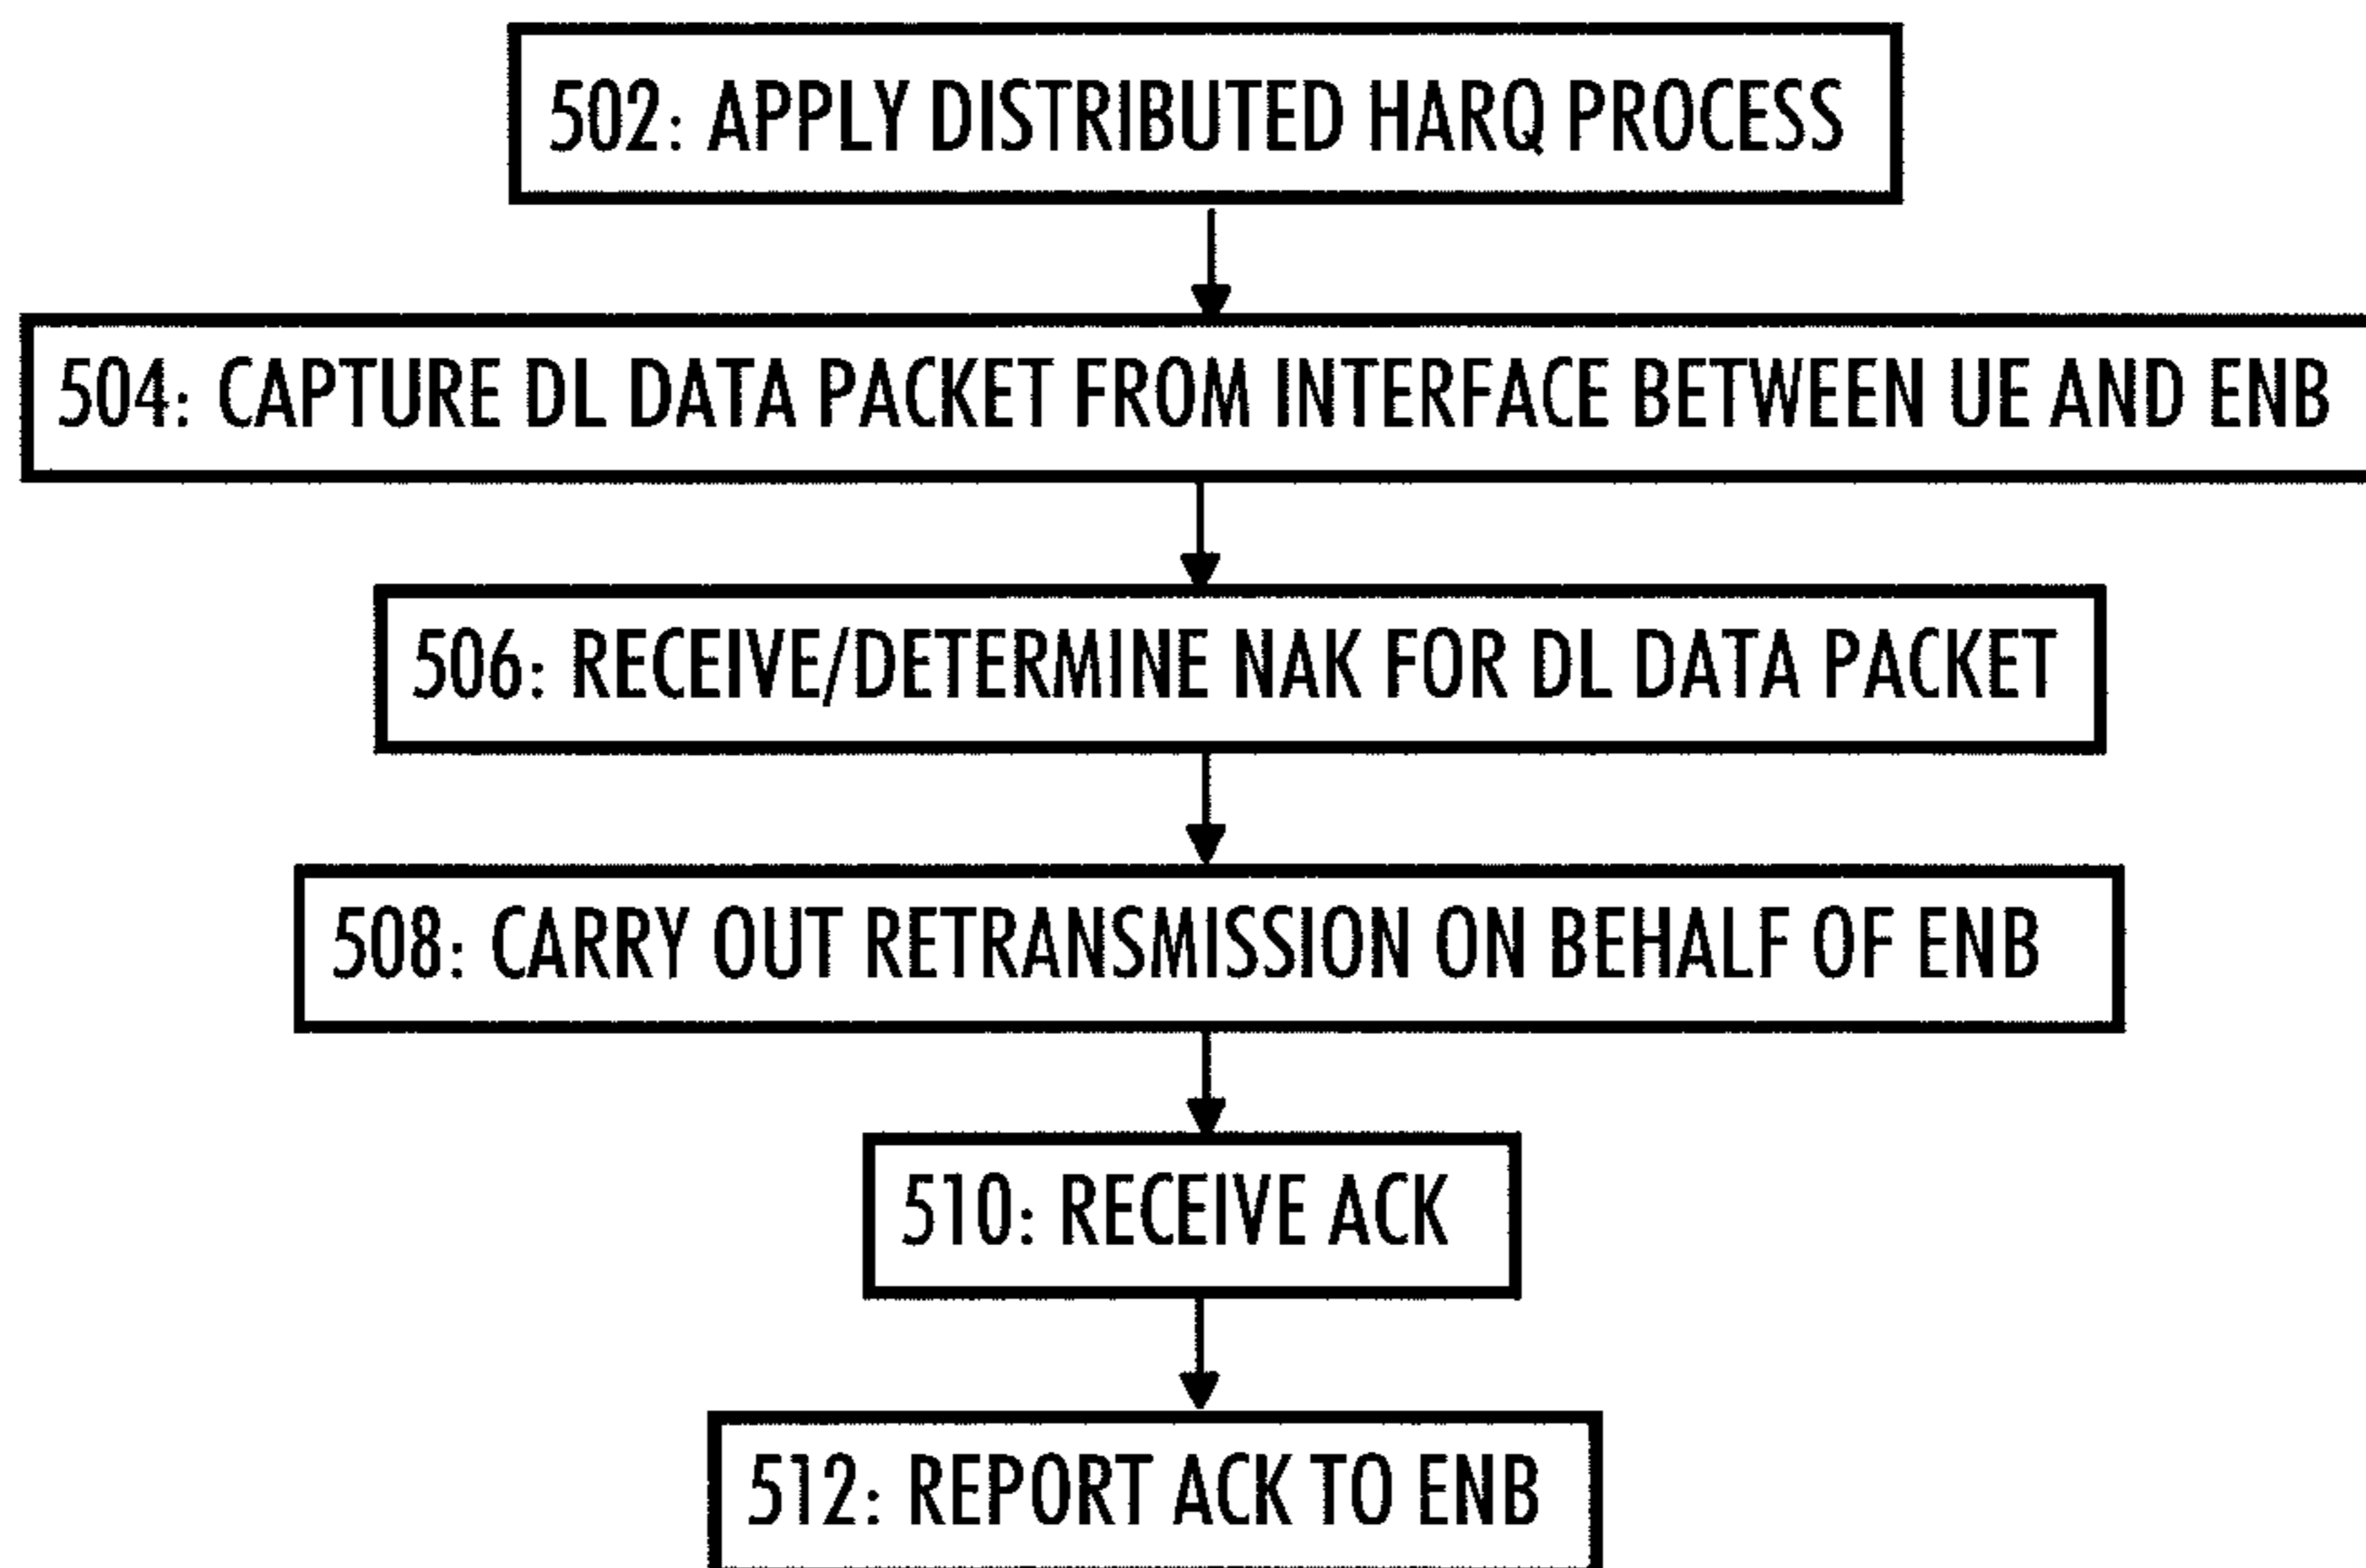 502: APPLY DISTRIBUTED HARQ PROCESS
504: CAPTURE DL DATA PACKET FROM INTERFACE BETWEEN UE AND ENB
506: RECEIVE/DETERMINE NAK FOR DL DATA PACKET
508: CARRY OUT RETRANSMISSION ON BEHALF OF ENB
510: RECEIVE ACK
512: REPORT ACK TO ENB